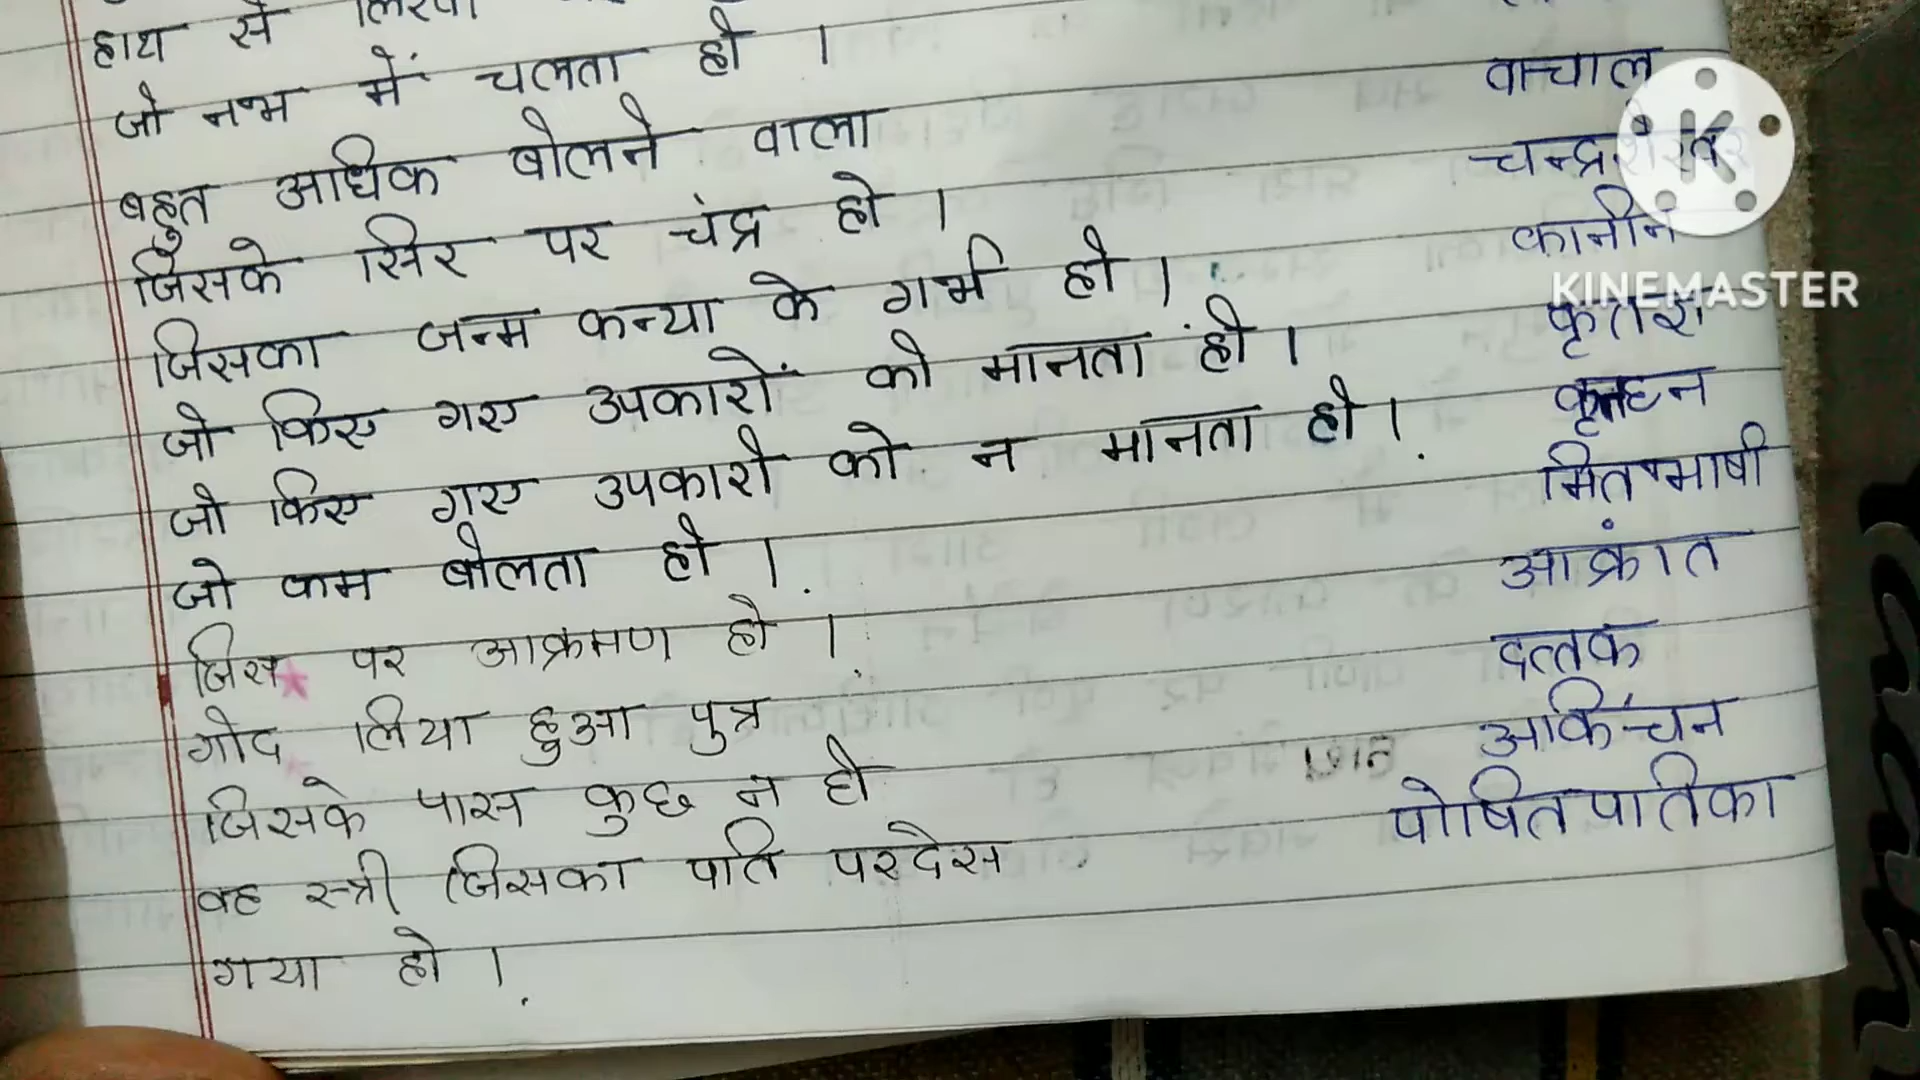 हाथ से लिखा
जो नभ में चलता हो ।
बहुत अधिक बोलने वाला वाचाल
जिसके सिर पर चंद्र हो । चन्द्रशेखर
जिसका जन्म कन्या के गर्भ हो । कानीन
जो किए गए उपकारों को मानता हो । कृतज्ञ
जो किए गए उपकारों को न मानता हो । कृतघ्न
जो कम बोलता हो । मितभाषी
जिस पर आक्रमण हो । आक्रांत
गोद लिया हुआ पुत्र दत्तक
जिसके पास कुछ न हो अकिंचन
वह स्त्री जिसका पति परदेस पोषितपातिका
गया हो ।
K
KINEMASTER